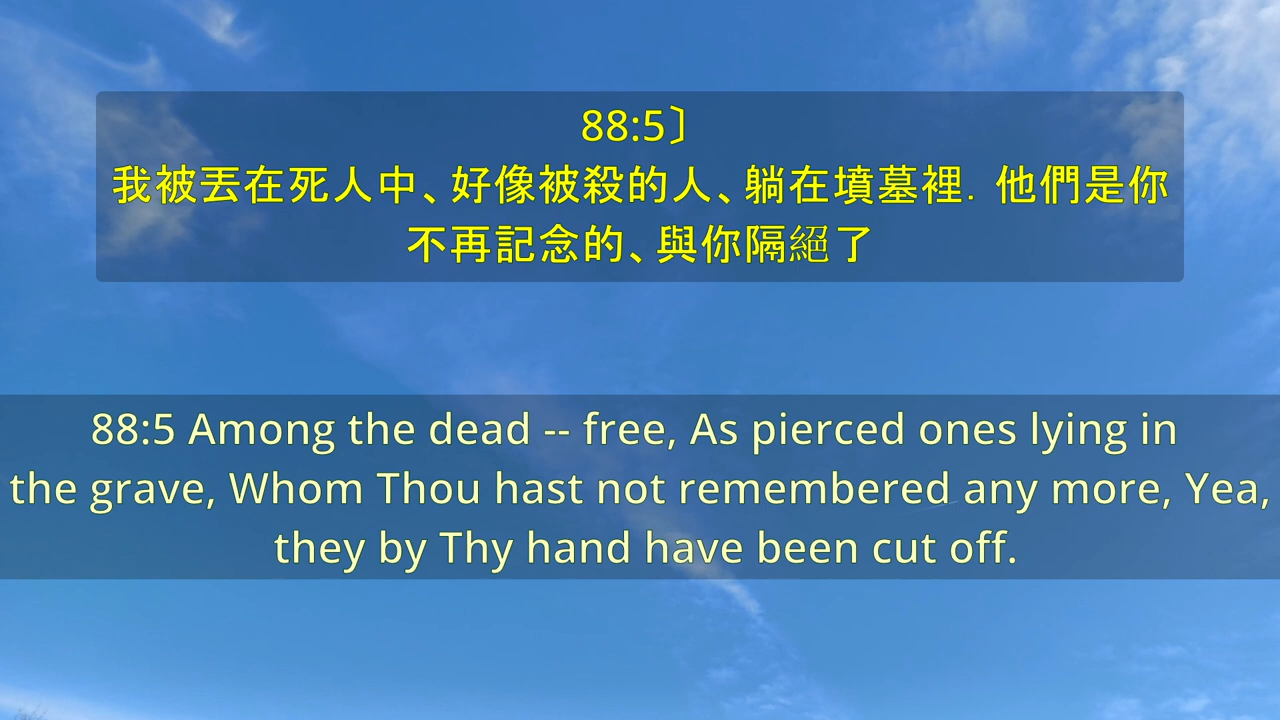 88:5〕
我被丟在死人中、好像被殺的人、躺在墳墓裡．他們是你
不再記念的、與你隔絕了
88:5 Among the dead -- free, As pierced ones lying in
the grave, Whom Thou hast not remembered any more, Yea,
they by Thy hand have been cut off.